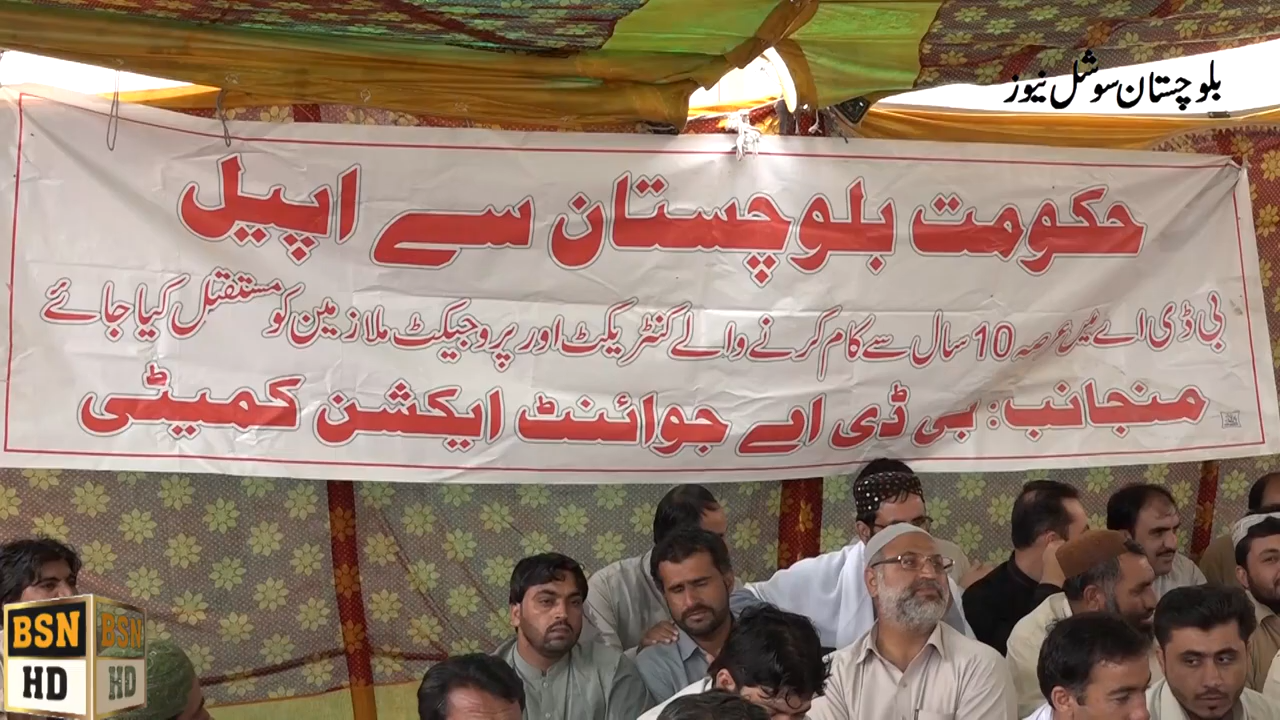 بلوچستان سوشل نیوز
حکومت بلوچستان سے اپیل
بی ڈی اے میں عرصہ 10 سال سے کام کرنے والے کنٹریکٹ اور پروجیکٹ ملازمین کو مستقبل کیا جائے
منجانب: بی ڈی اے جوائنٹ ایکشن کمیٹی
BSN BSN
HD HD